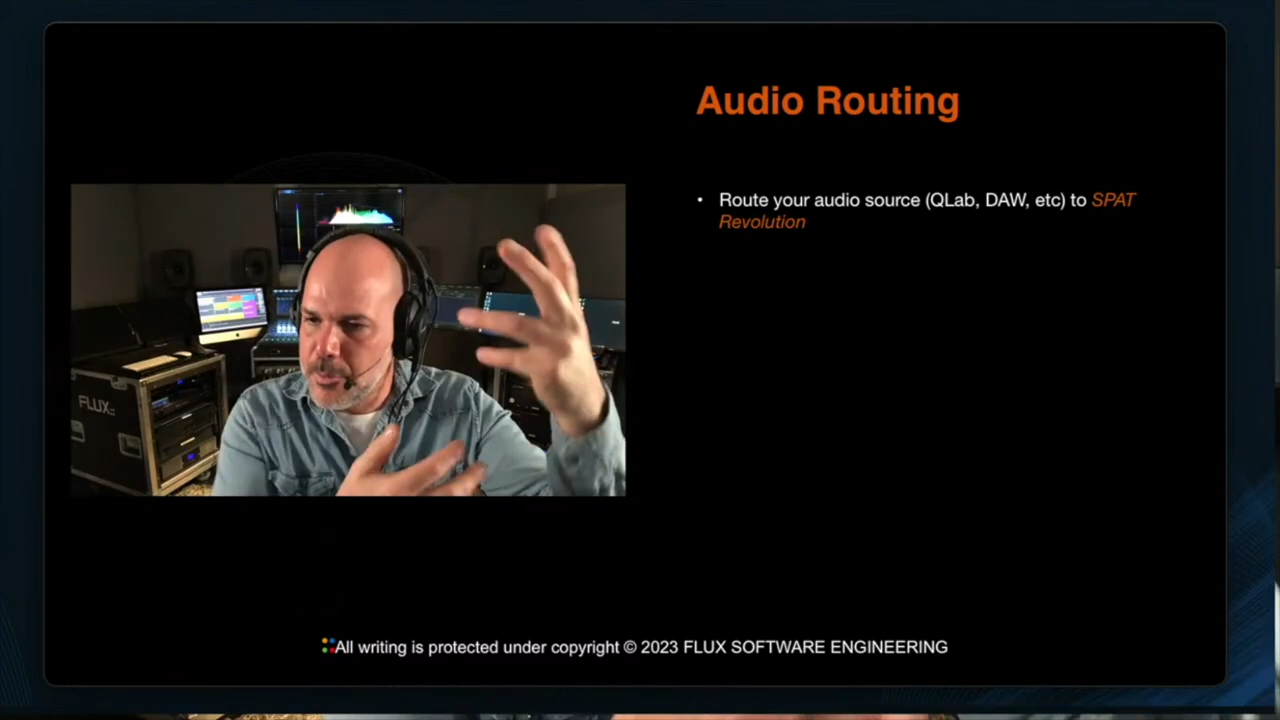 Audio Routing
• Route your audio source (QLab, DAW, etc) to SPAT
Revolution
FLUX::
All writing is protected under copyright © 2023 FLUX SOFTWARE ENGINEERING